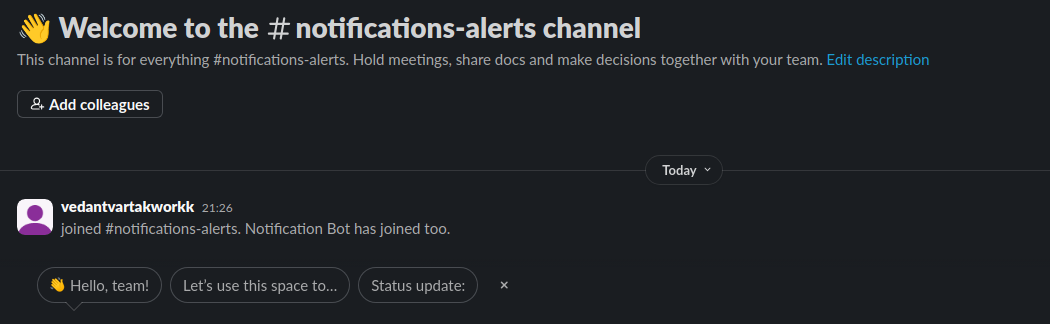 👋 Welcome to the # notifications-alerts channel
This channel is for everything #notifications-alerts. Hold meetings, share docs and make decisions together with your team. Edit description
Add colleagues
Today
vedantvartakworkk 21:26
joined #notifications-alerts. Notification Bot has joined too.
👋 Hello, team! Let's use this space to... Status update: ×